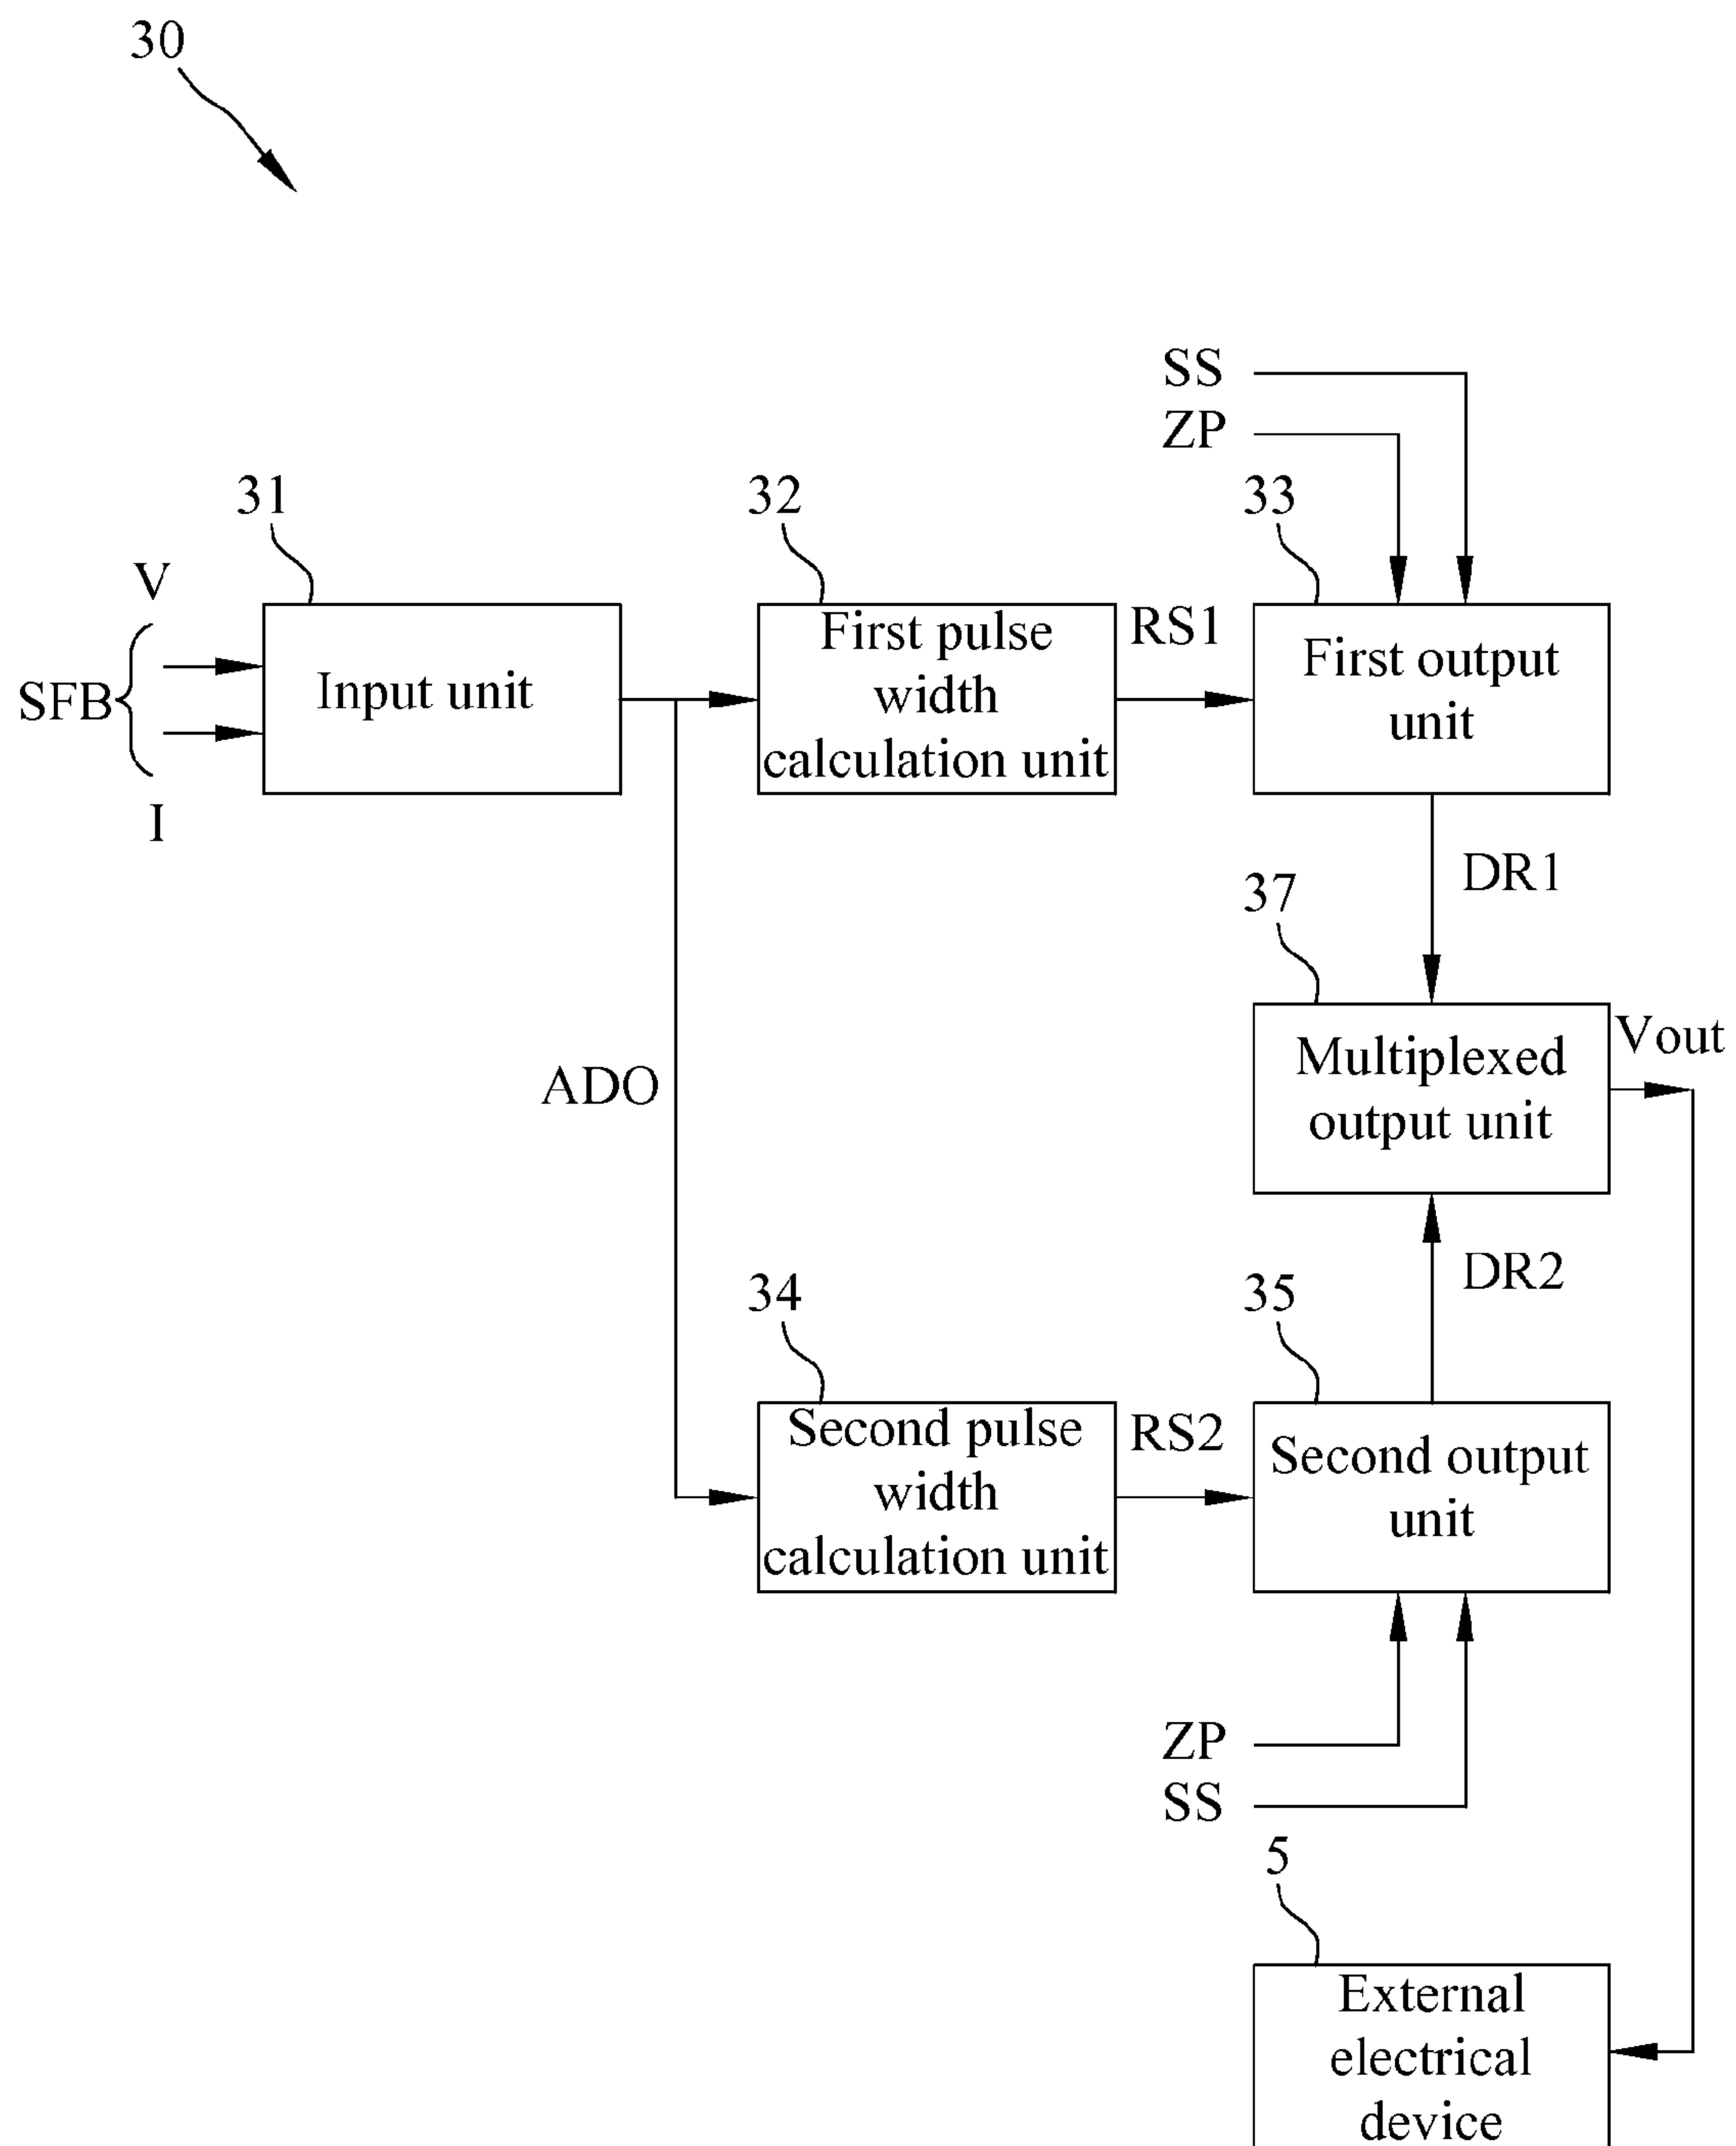 30
SS
ZP
31
32
33
V
SFB
I
Input unit
First pulse
width
calculation unit
RS1
First output
unit
DR1
37
Multiplexed
output unit
Vout
ADO
DR2
34
35
Second pulse
width
calculation unit
RS2
Second output
unit
ZP
SS
5
External
electrical
device